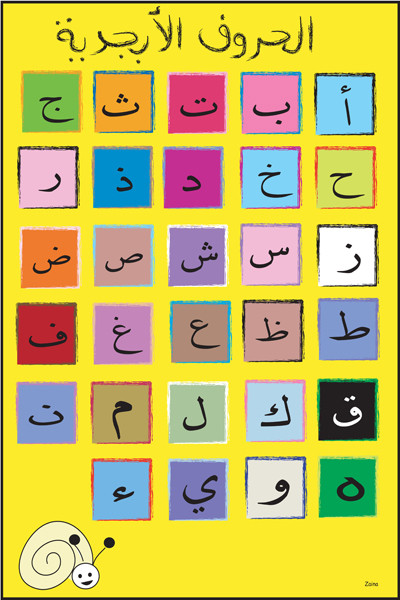 الحروف الأبجدية
أ ب ت ث ج
ح خ د ذ ر
ز س ش ص ض
ط ظ ع غ ف
ق ك ل م ن
ه و ي ء
Zaina